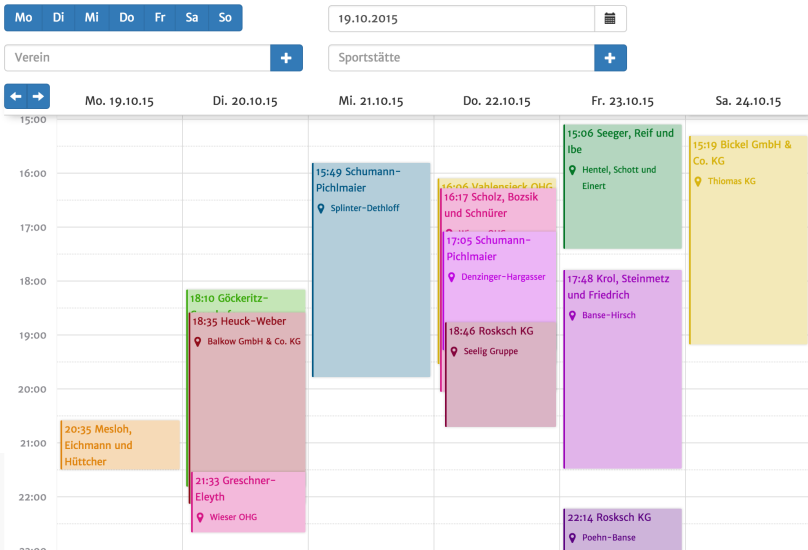 Mo Di Mi Do Fr Sa So
19.10.2015
Verein
+
Sportstätte
+
Mo. 19.10.15
Di. 20.10.15
Mi. 21.10.15
Do. 22.10.15
Fr. 23.10.15
Sa. 24.10.15
15:00
16:00
17:00
18:00
19:00
20:00
21:00
22:00
20:35 Mesloh,
Eichmann und
Hüttcher
18:10 Göckeritz-
18:35 Heuck-Weber
Balkow GmbH & Co. KG
21:33 Greschner-
Eleyth
Wieser OHG
15:49 Schumann-
Pichlmaier
Splinter-Dethloff
16:06 Vahlensieck OHG
16:17 Scholz, Bozsik
und Schnürer
17:05 Schumann-
Pichlmaier
Denzinger-Hargasser
18:46 Rosksch KG
Seelig Gruppe
15:06 Seeger, Reif und
Ibe
Hentel, Schott und
Einert
17:48 Krol, Steinmetz
und Friedrich
Banse-Hirsch
22:14 Rosksch KG
Poehn-Banse
15:19 Bickel GmbH &
Co. KG
Thlomas KG